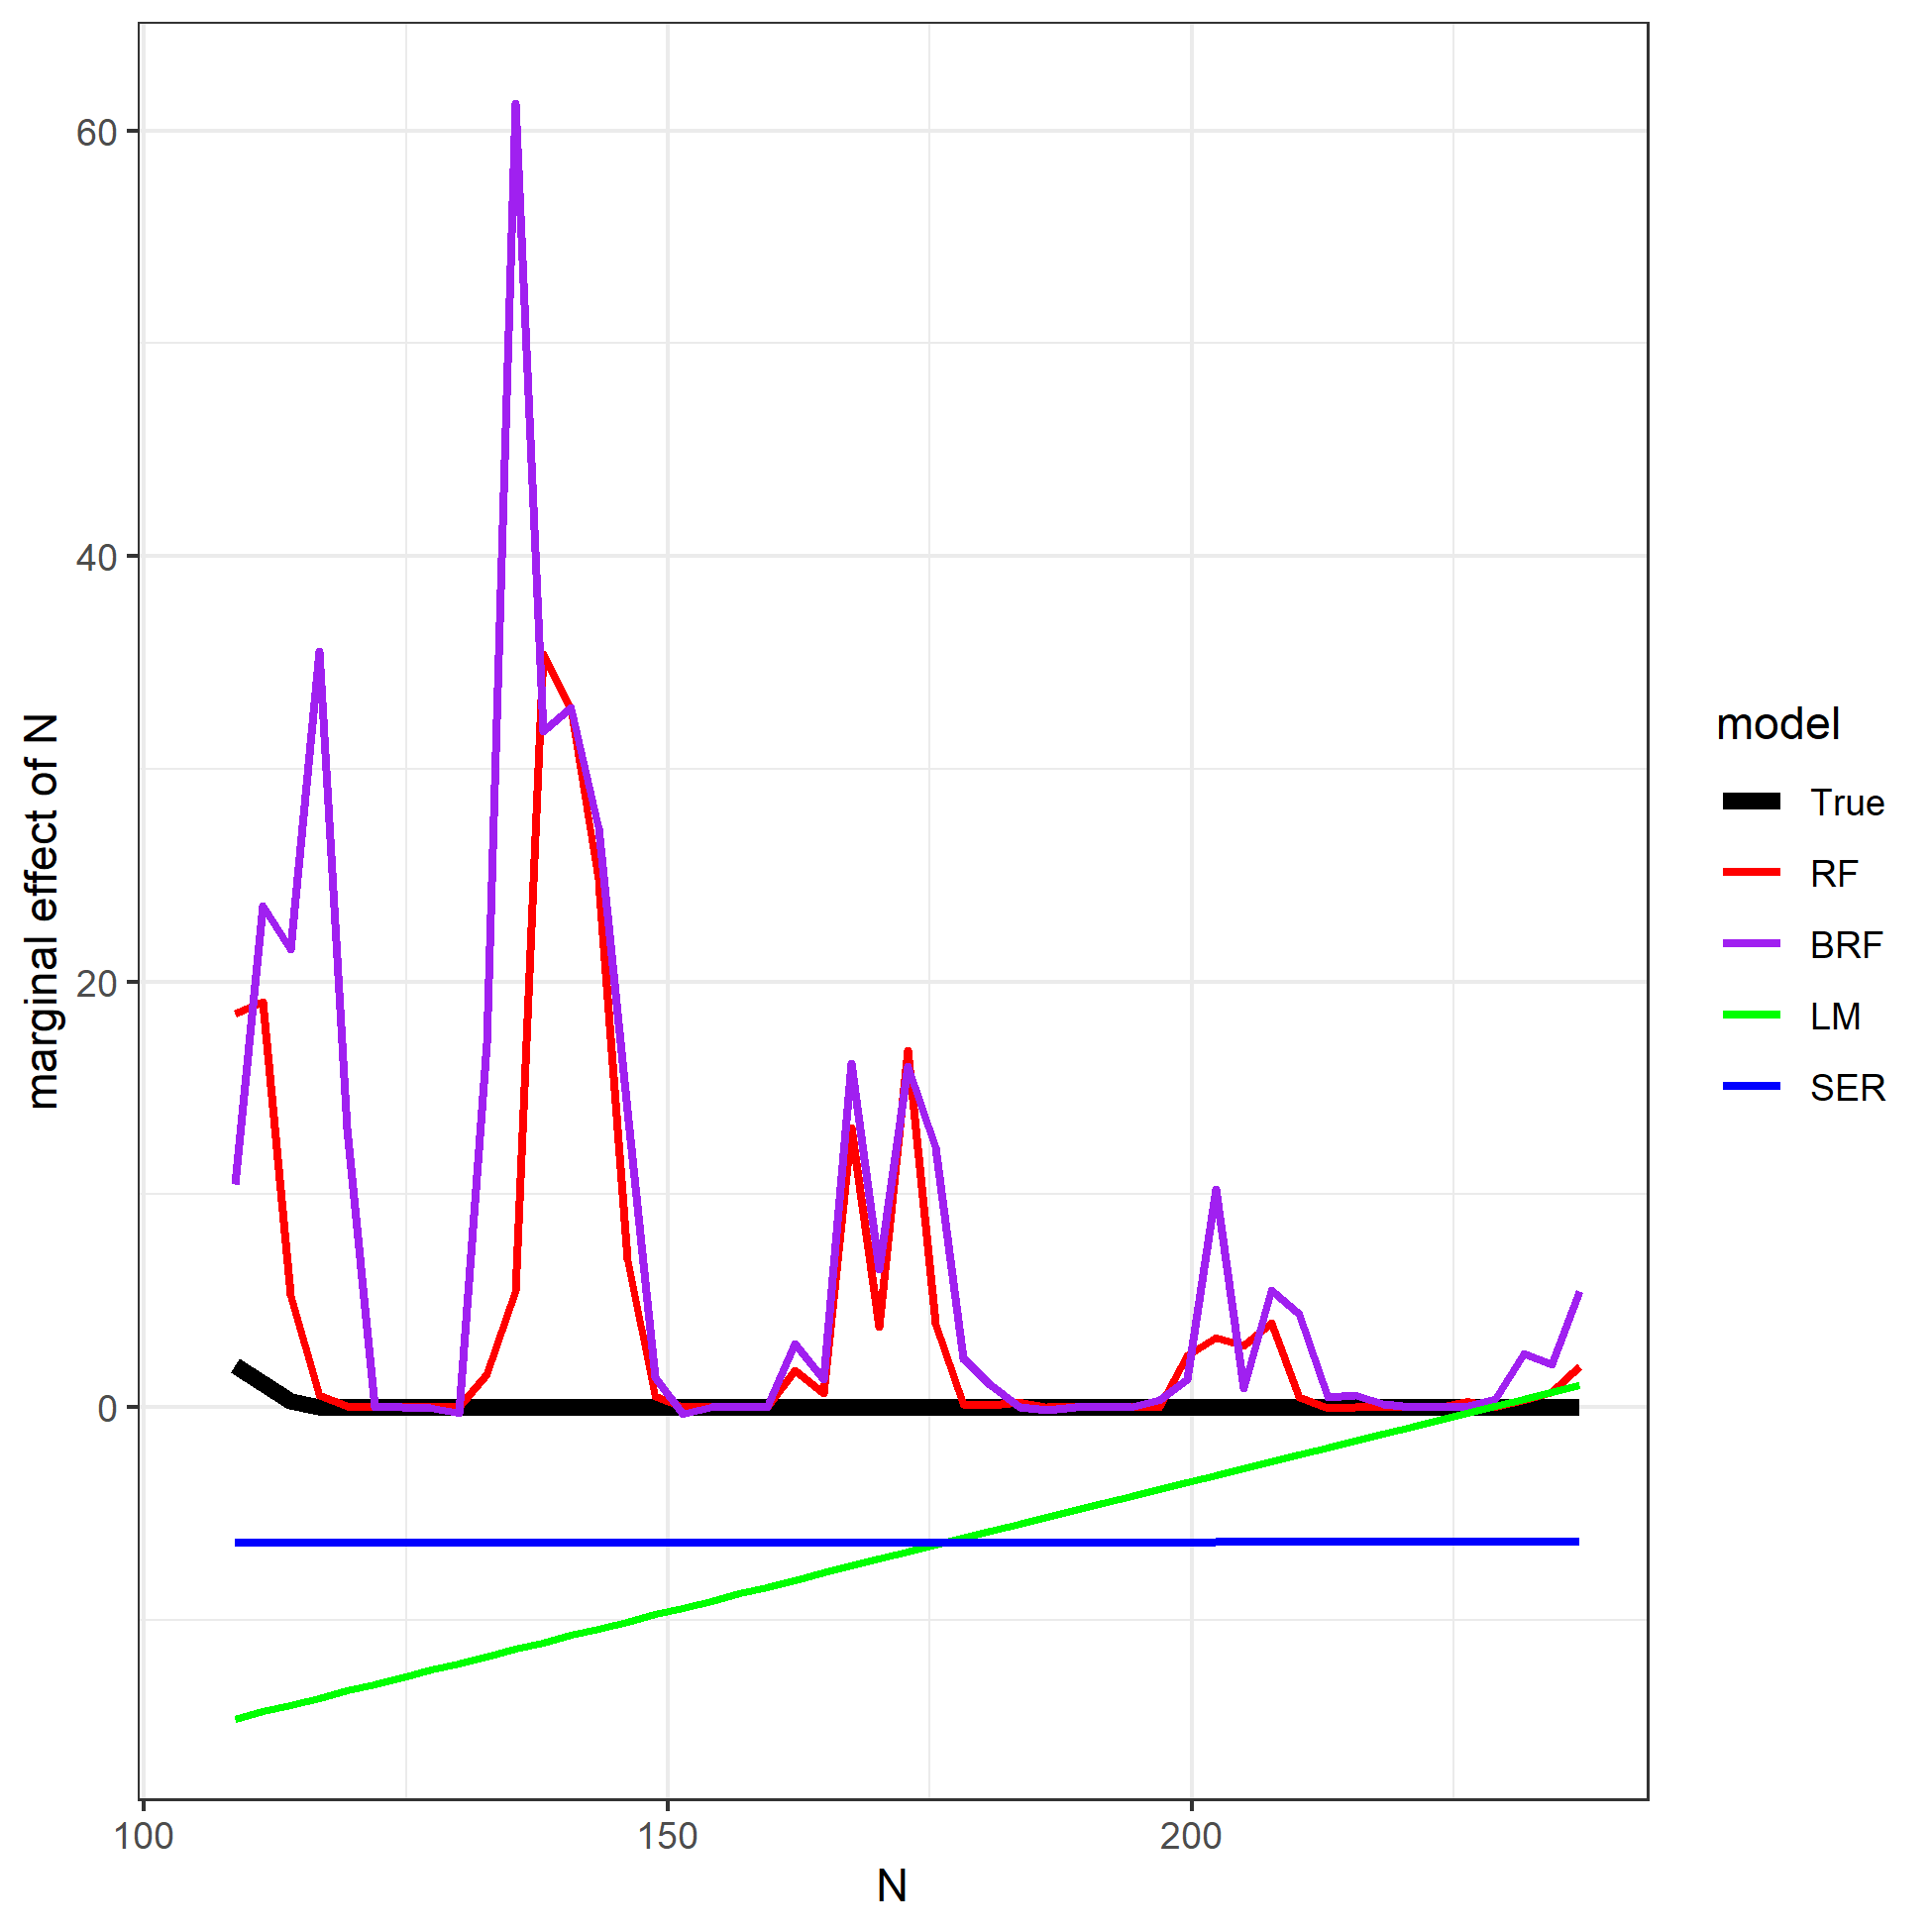 marginal effect of N
60
40
20
0
100
150
200
N
model
True
RF
BRF
LM
SER